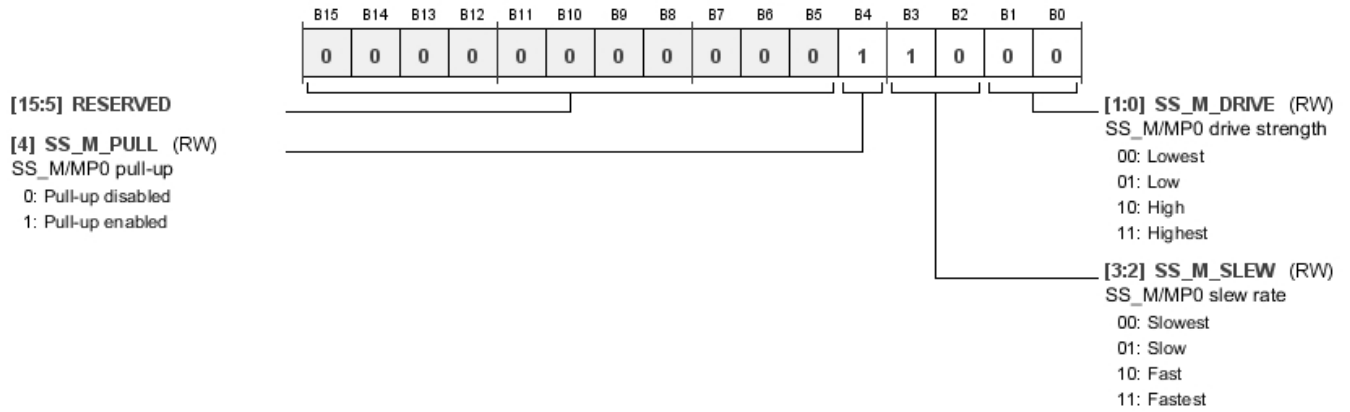 B15 B14 B13 B12 B11 B10 B9 B8 B7 B6 B5 B4 B3 B2 B1 B0
0 0 0 0 0 0 0 0 0 0 0 1 1 0 0 0
[15:5] RESERVED
[4] SS_M_PULL (RW)
SS_M/MP0 pull-up
0: Pull-up disabled
1: Pull-up enabled
[1:0] SS_M_DRIVE (RW)
SS_M/MP0 drive strength
00: Lowest
01: Low
10: High
11: Highest
[3:2] SS_M_SLEW (RW)
SS_M/MP0 slew rate
00: Slowest
01: Slow
10: Fast
11: Fastest